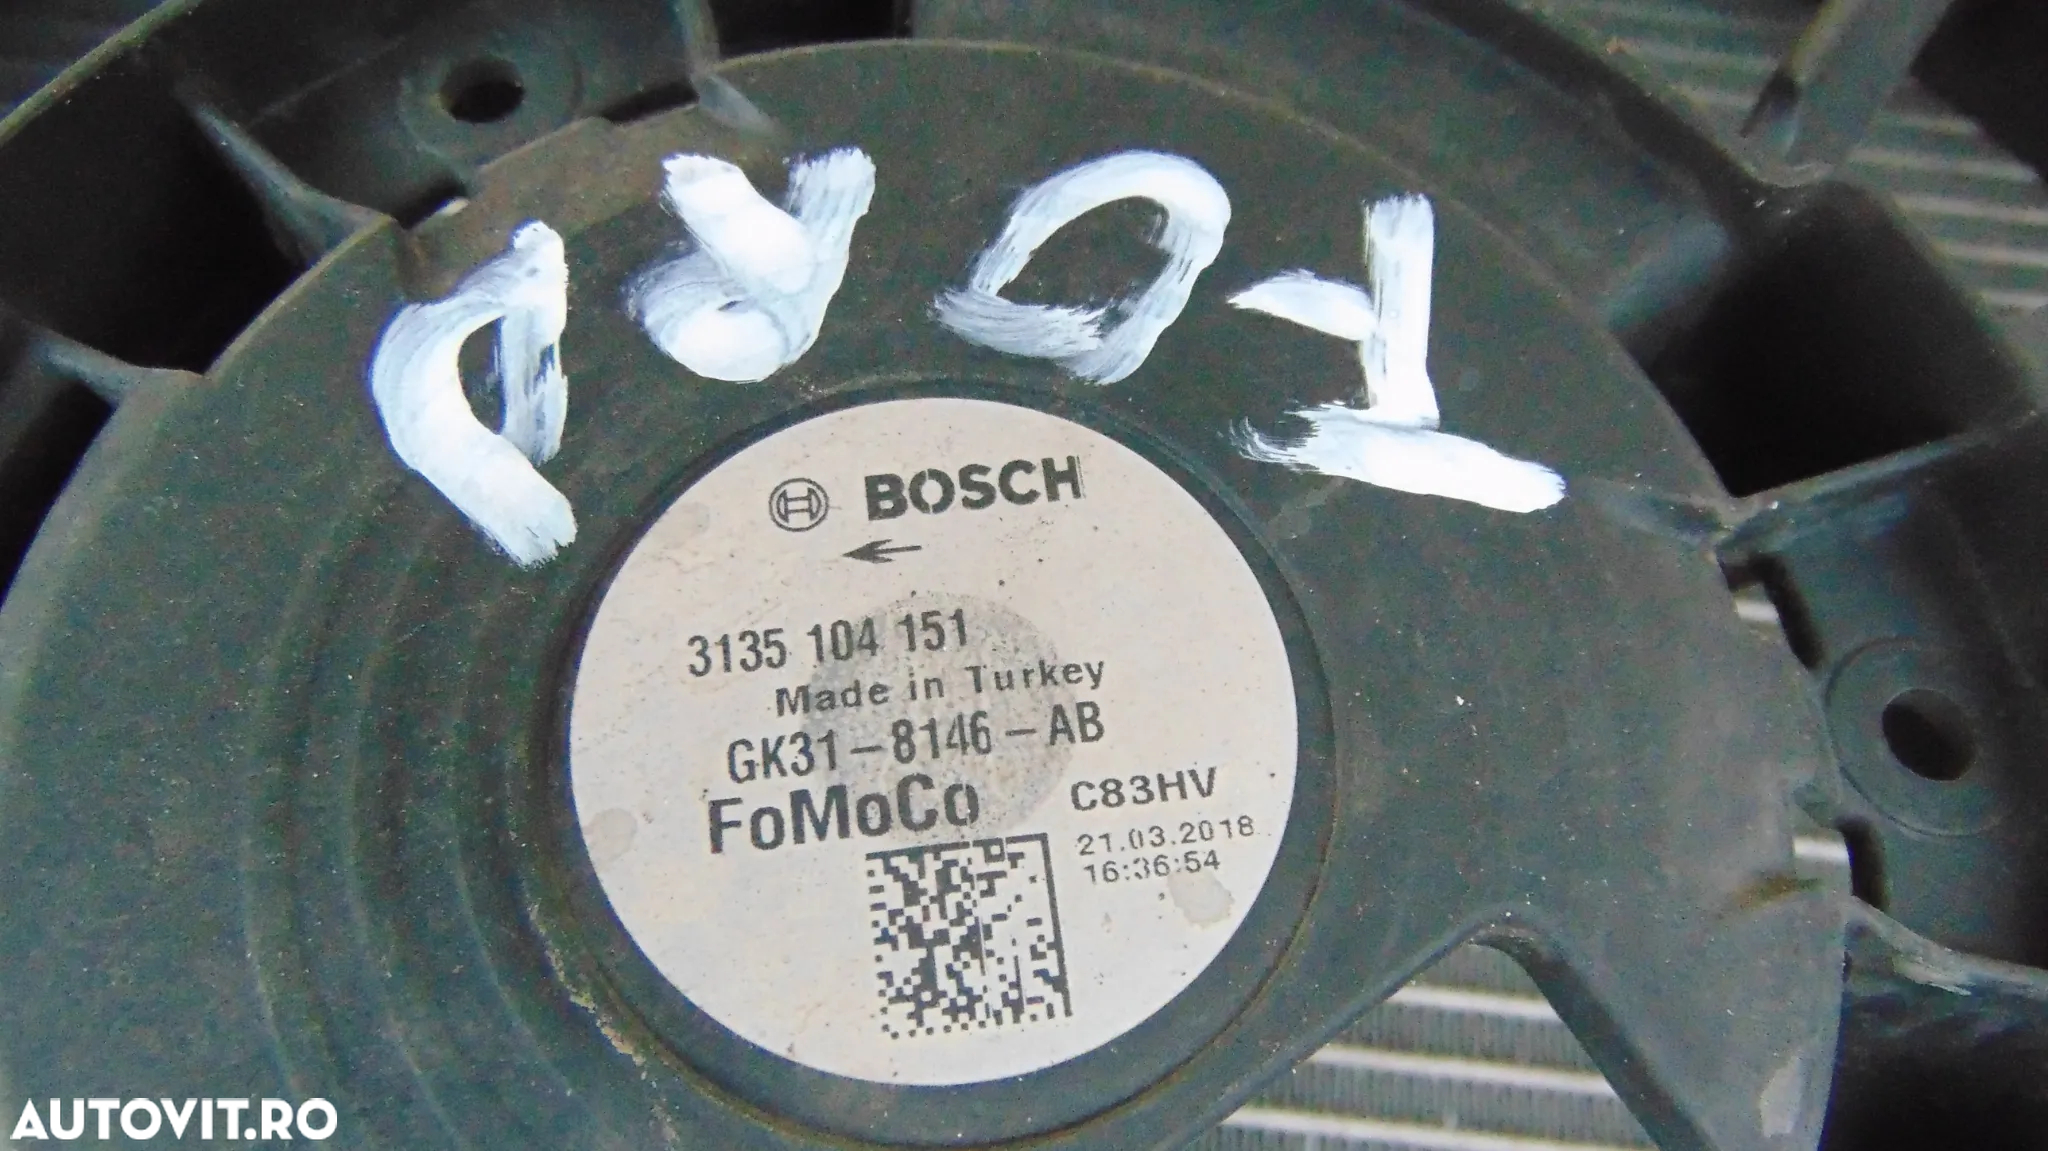 FORD
BOSCH
3135 104 151
Made in Turkey
GK31-8146-AB
FoMoCo C83HV
21.03.2018
16:36:54
AUTOVIT.RO